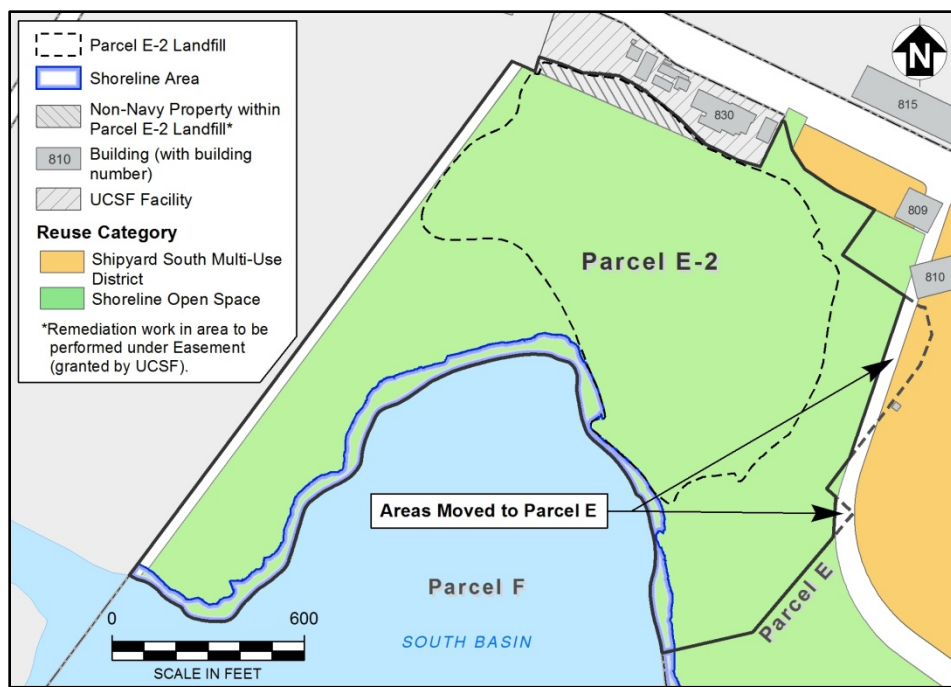 Parcel E-2 Landfill
Shoreline Area
Non-Navy Property within
Parcel E-2 Landfill*
810
Building (with building
number)
UCSF Facility
Reuse Category
Shipyard South Multi-Use
District
Shoreline Open Space
*Remediation work in area to be
performed under Easement
(granted by UCSF).
N
815
830
809
810
Parcel E-2
Areas Moved to Parcel E
Parcel E
Parcel F
SOUTH BASIN
0 600
SCALE IN FEET